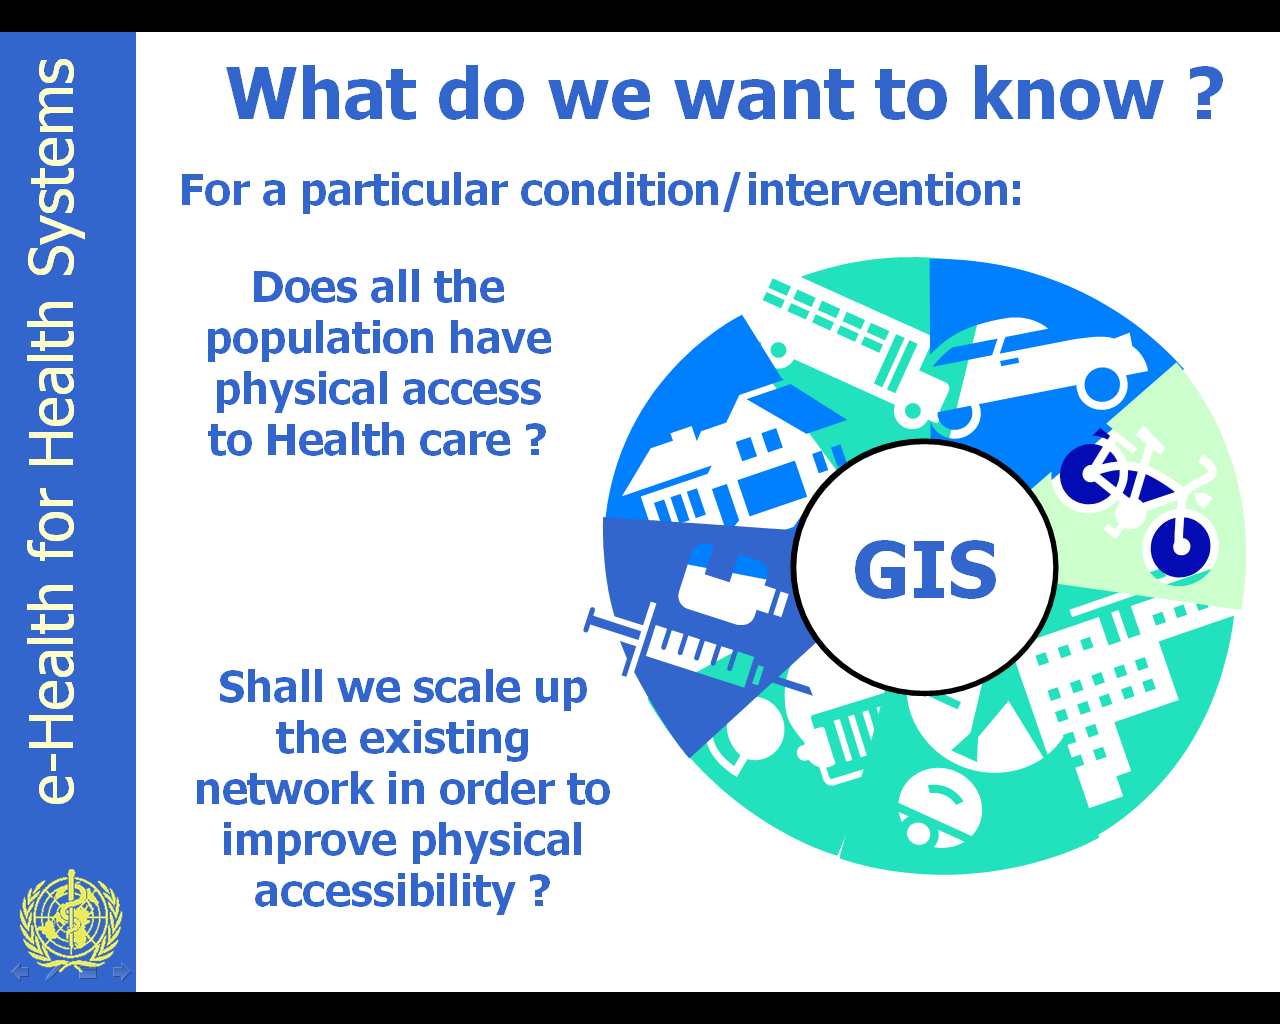 What do we want to know ?
For a particular condition/intervention:
Does all the
population have
physical access
to Health care ?
Shall we scale up
the existing
network in order to
improve physical
accessibility ?
GIS
e-Health for Health Systems